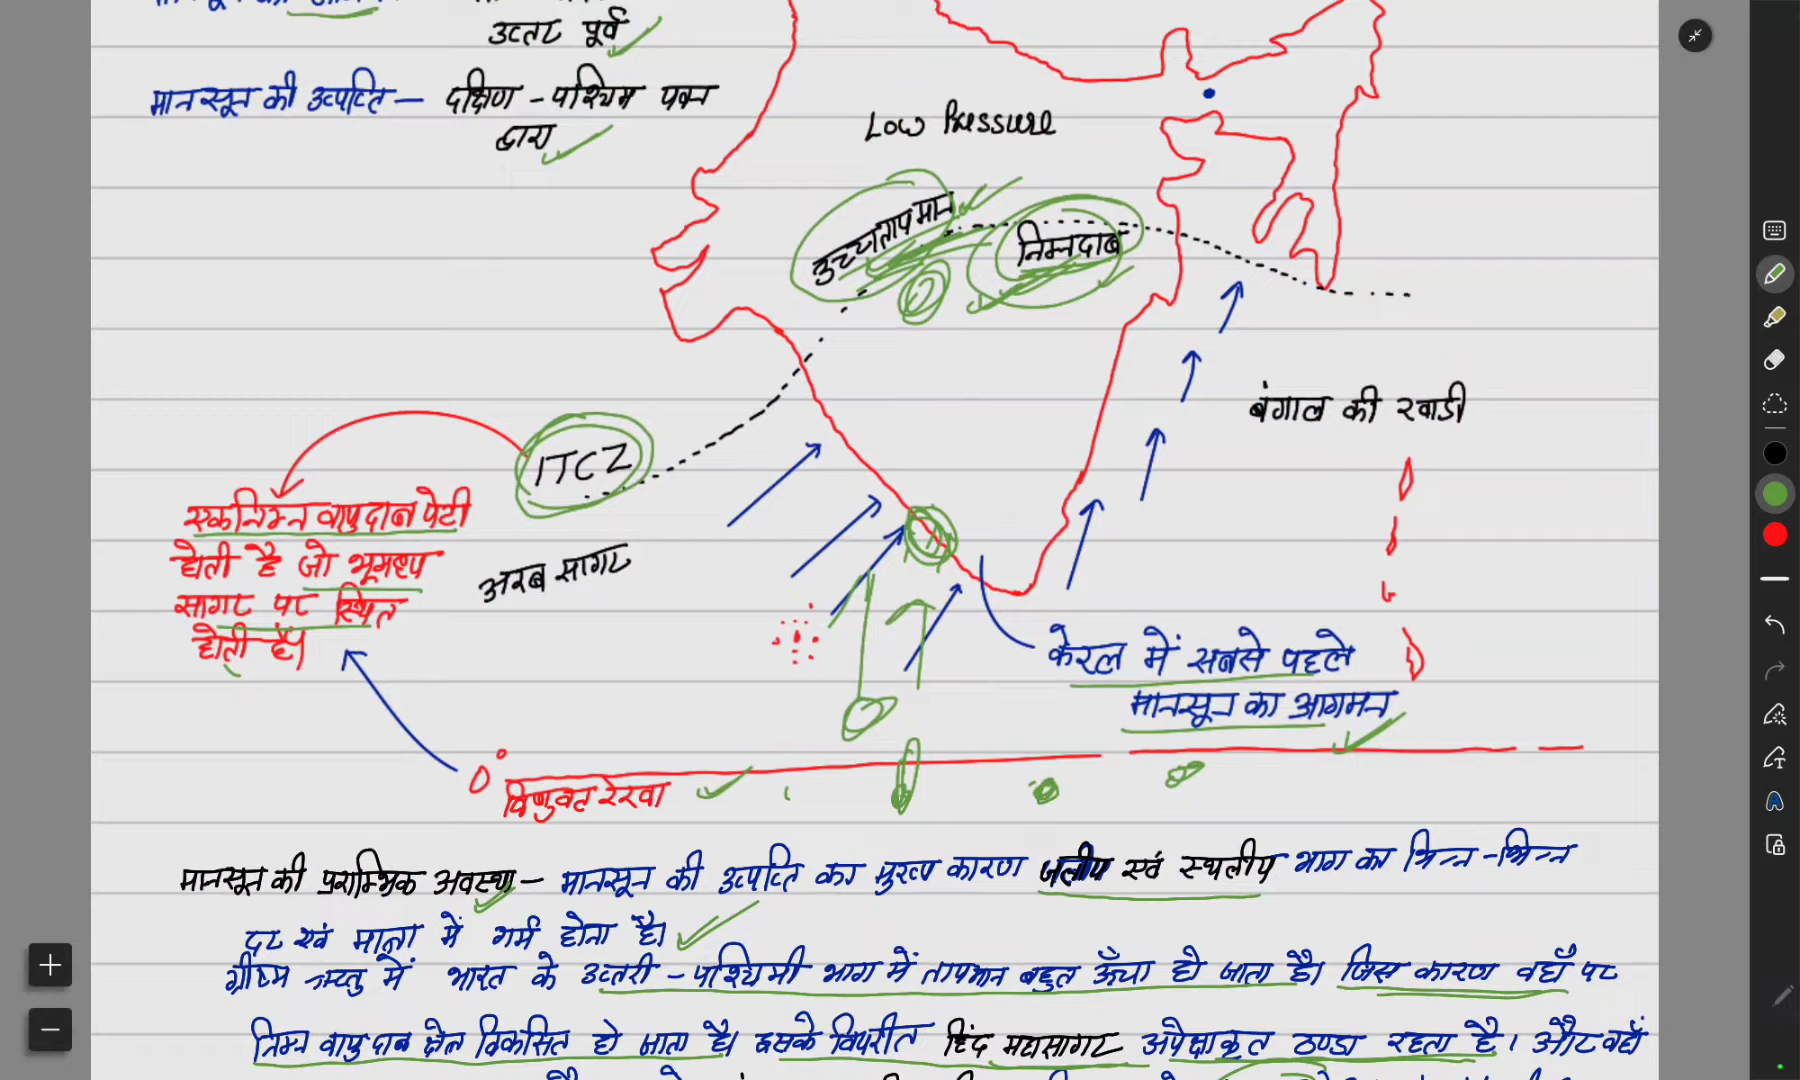 उत्तर पूर्व
मानसून की उत्पत्ति — दक्षिण - पश्चिम पवन
द्वारा
Low Pressure
उच्चतापमान
निम्नदाब
बंगाल की खाडी
ITCZ
एक निम्न वायुदाब पेटी
होती है जो भूमध्य
सागर पर स्थित
होती है।
अरब सागर
केरल में सबसे पहले
मानसून का आगमन
0°
विषुवत रेखा
मानसून की प्रारम्भिक अवस्था — मानसून की उत्पत्ति का मुख्य कारण जलीय एवं स्थलीय भाग का भिन्न - भिन्न
दर एवं मात्रा में गर्म होना है।
ग्रीष्म ऋतु में भारत के उत्तरी - पश्चिमी भाग में तापमान बहुत ऊँचा हो जाता है। जिस कारण वहाँ पर
निम्न वायुदाब क्षेत्र विकसित हो जाता है। इसके विपरीत हिंद महासागर अपेक्षाकृत ठण्डा रहता है। और वहाँ